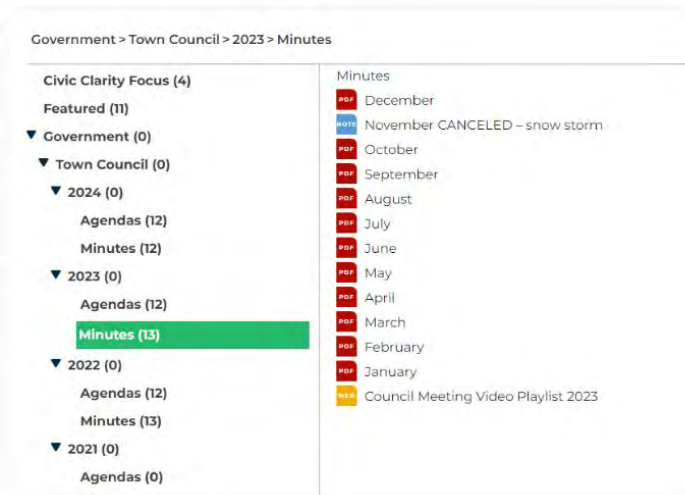 Government > Town Council > 2023 > Minutes
Civic Clarity Focus (4)
Featured (11)
Government (0)
Town Council (0)
2024 (0)
Agendas (12)
Minutes (12)
2023 (0)
Agendas (12)
Minutes (13)
2022 (0)
Agendas (12)
Minutes (13)
2021 (0)
Agendas (0)
Minutes
PDF December
NOTE November CANCELED – snow storm
PDF October
PDF September
PDF August
PDF July
PDF June
PDF May
PDF April
PDF March
PDF February
PDF January
WEB Council Meeting Video Playlist 2023